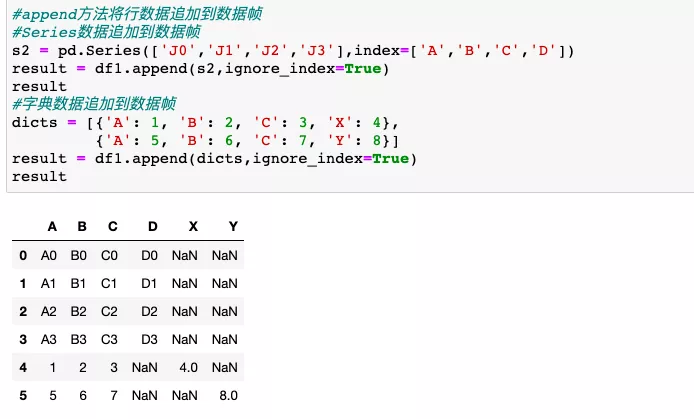 #append方法将行数据追加到数据帧
#Series数据追加到数据帧
s2 = pd.Series(['J0','J1','J2','J3'],index=['A','B','C','D'])
result = df1.append(s2,ignore_index=True)
result
#字典数据追加到数据帧
dicts = [{'A': 1, 'B': 2, 'C': 3, 'X': 4},
         {'A': 5, 'B': 6, 'C': 7, 'Y': 8}]
result = df1.append(dicts,ignore_index=True)
result
A B C D X Y
0 A0 B0 C0 D0 NaN NaN
1 A1 B1 C1 D1 NaN NaN
2 A2 B2 C2 D2 NaN NaN
3 A3 B3 C3 D3 NaN NaN
4 1 2 3 NaN 4.0 NaN
5 5 6 7 NaN NaN 8.0